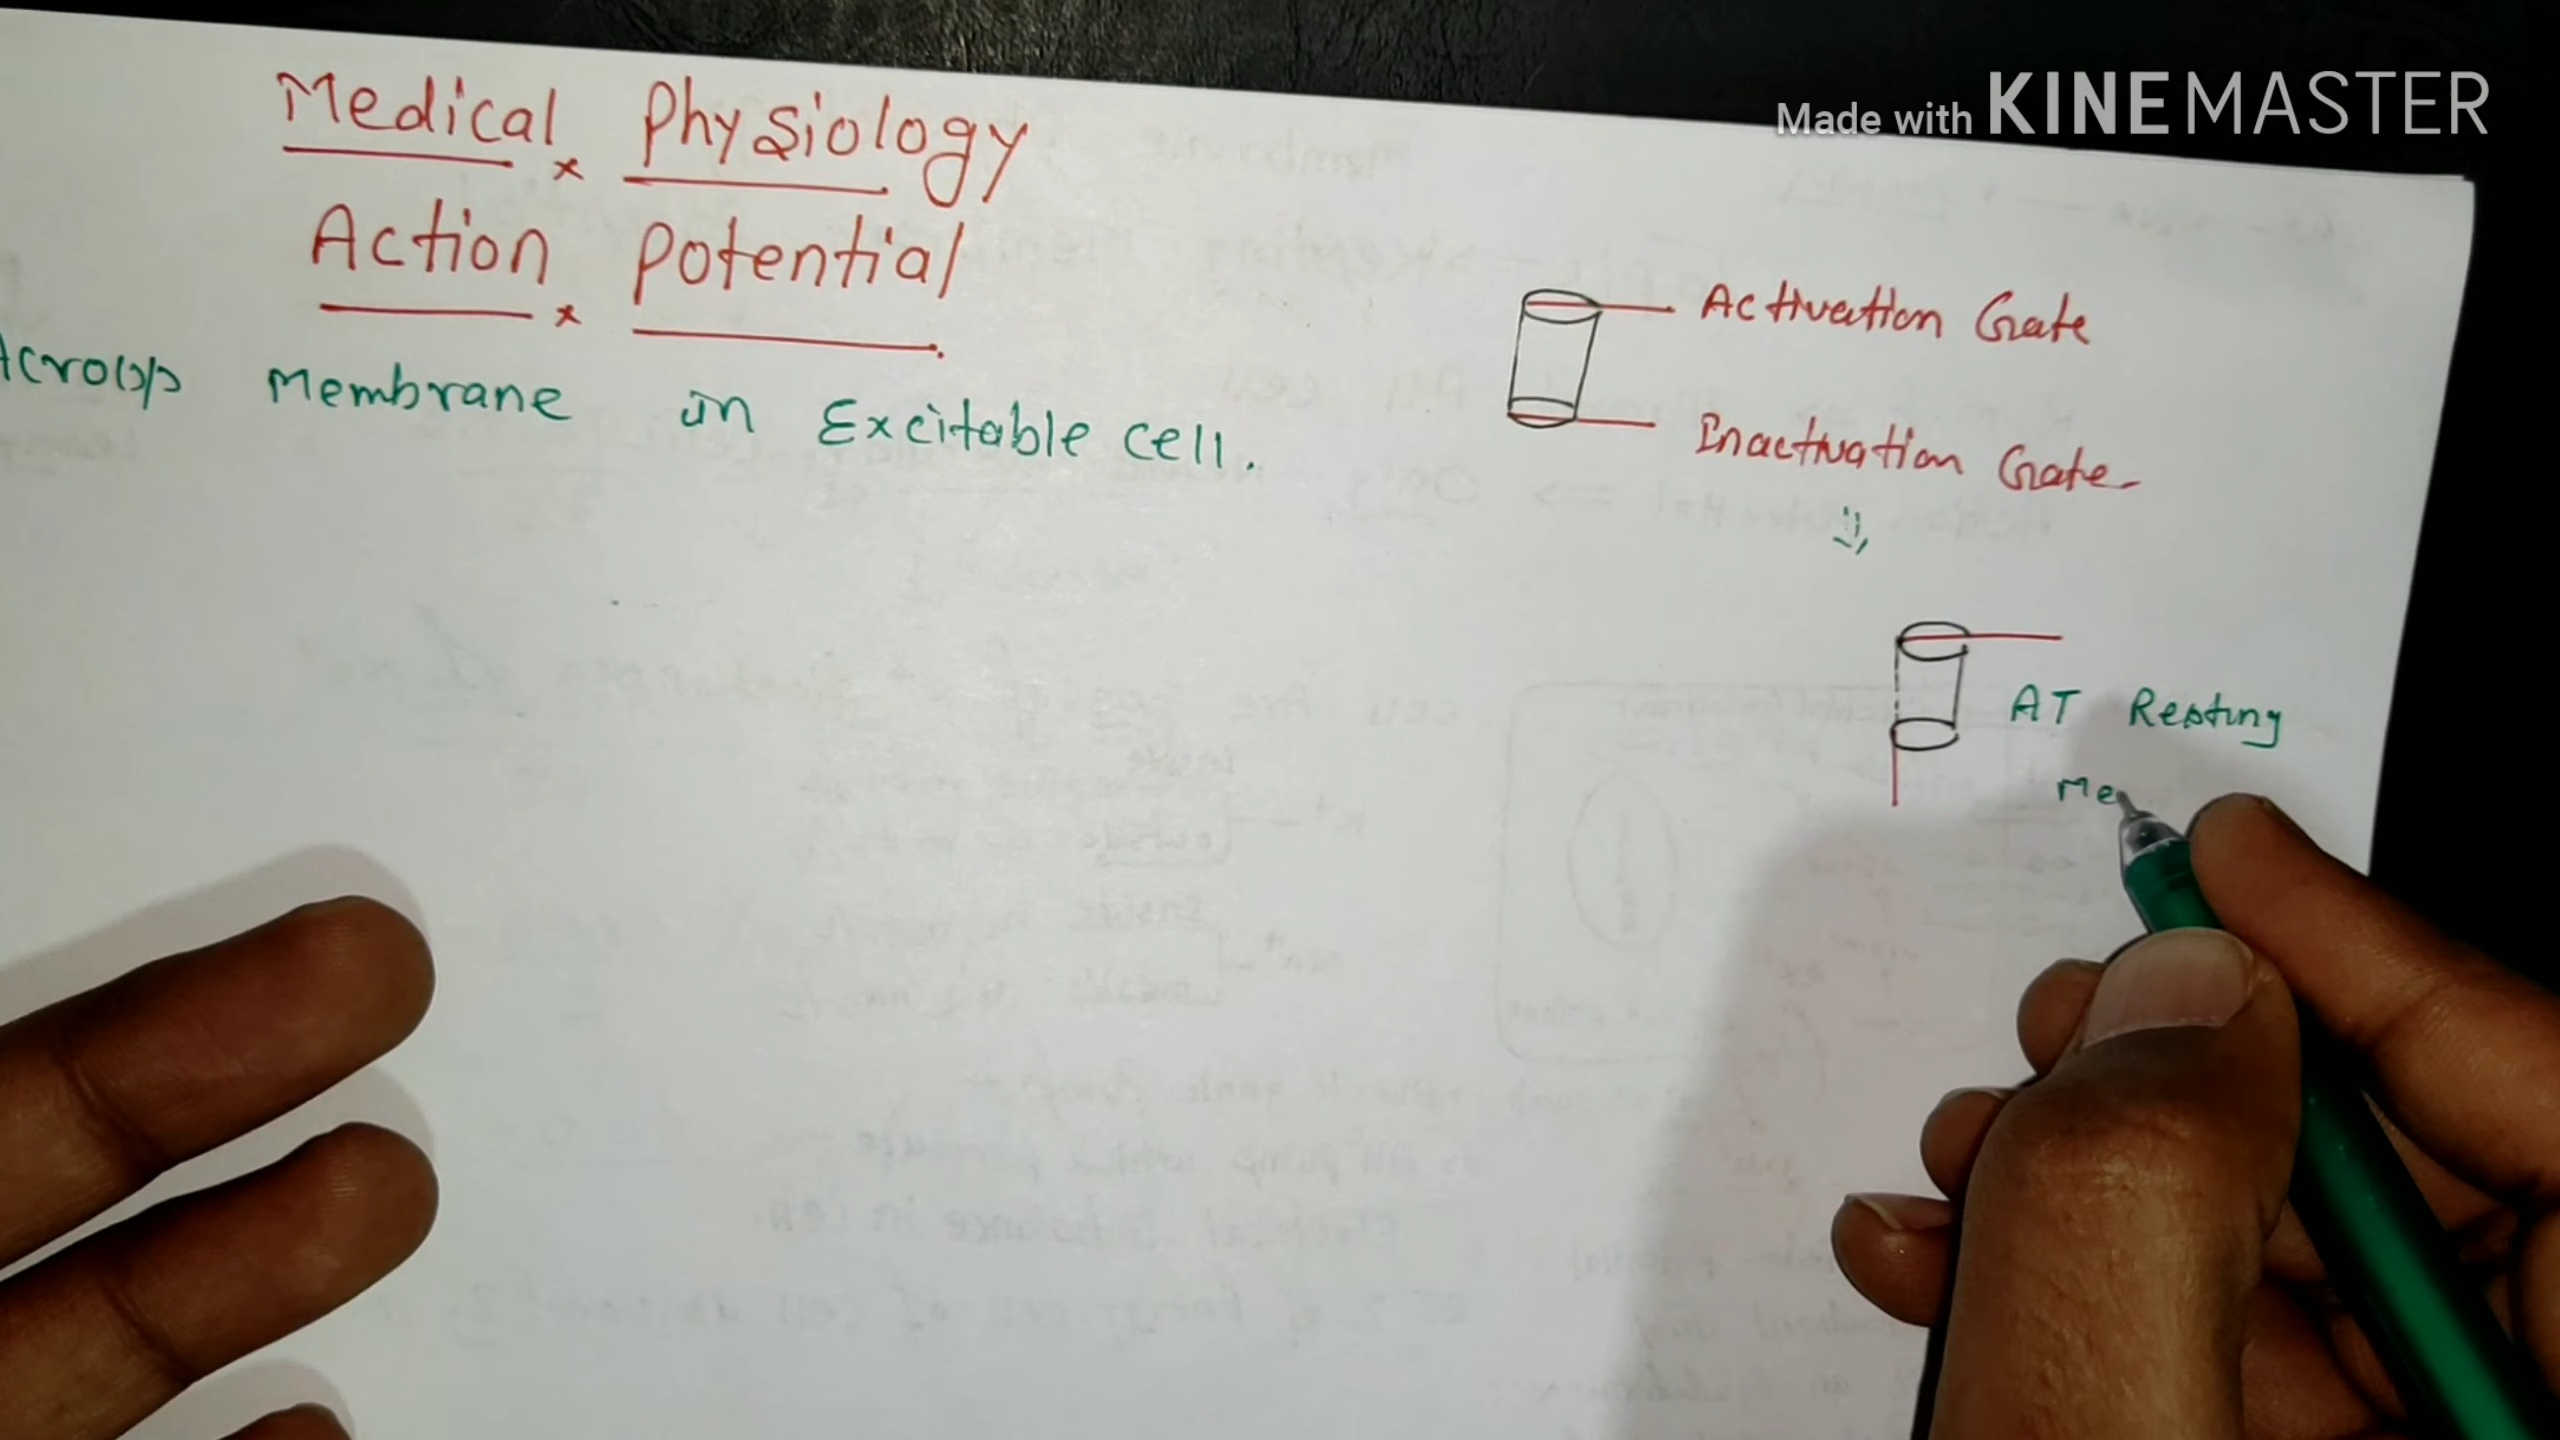 Made with KINEMASTER
Medical Physiology
Action potential
Across Membrane in Excitable cell.
Activation Gate
Inactivation Gate
AT Resting
Me